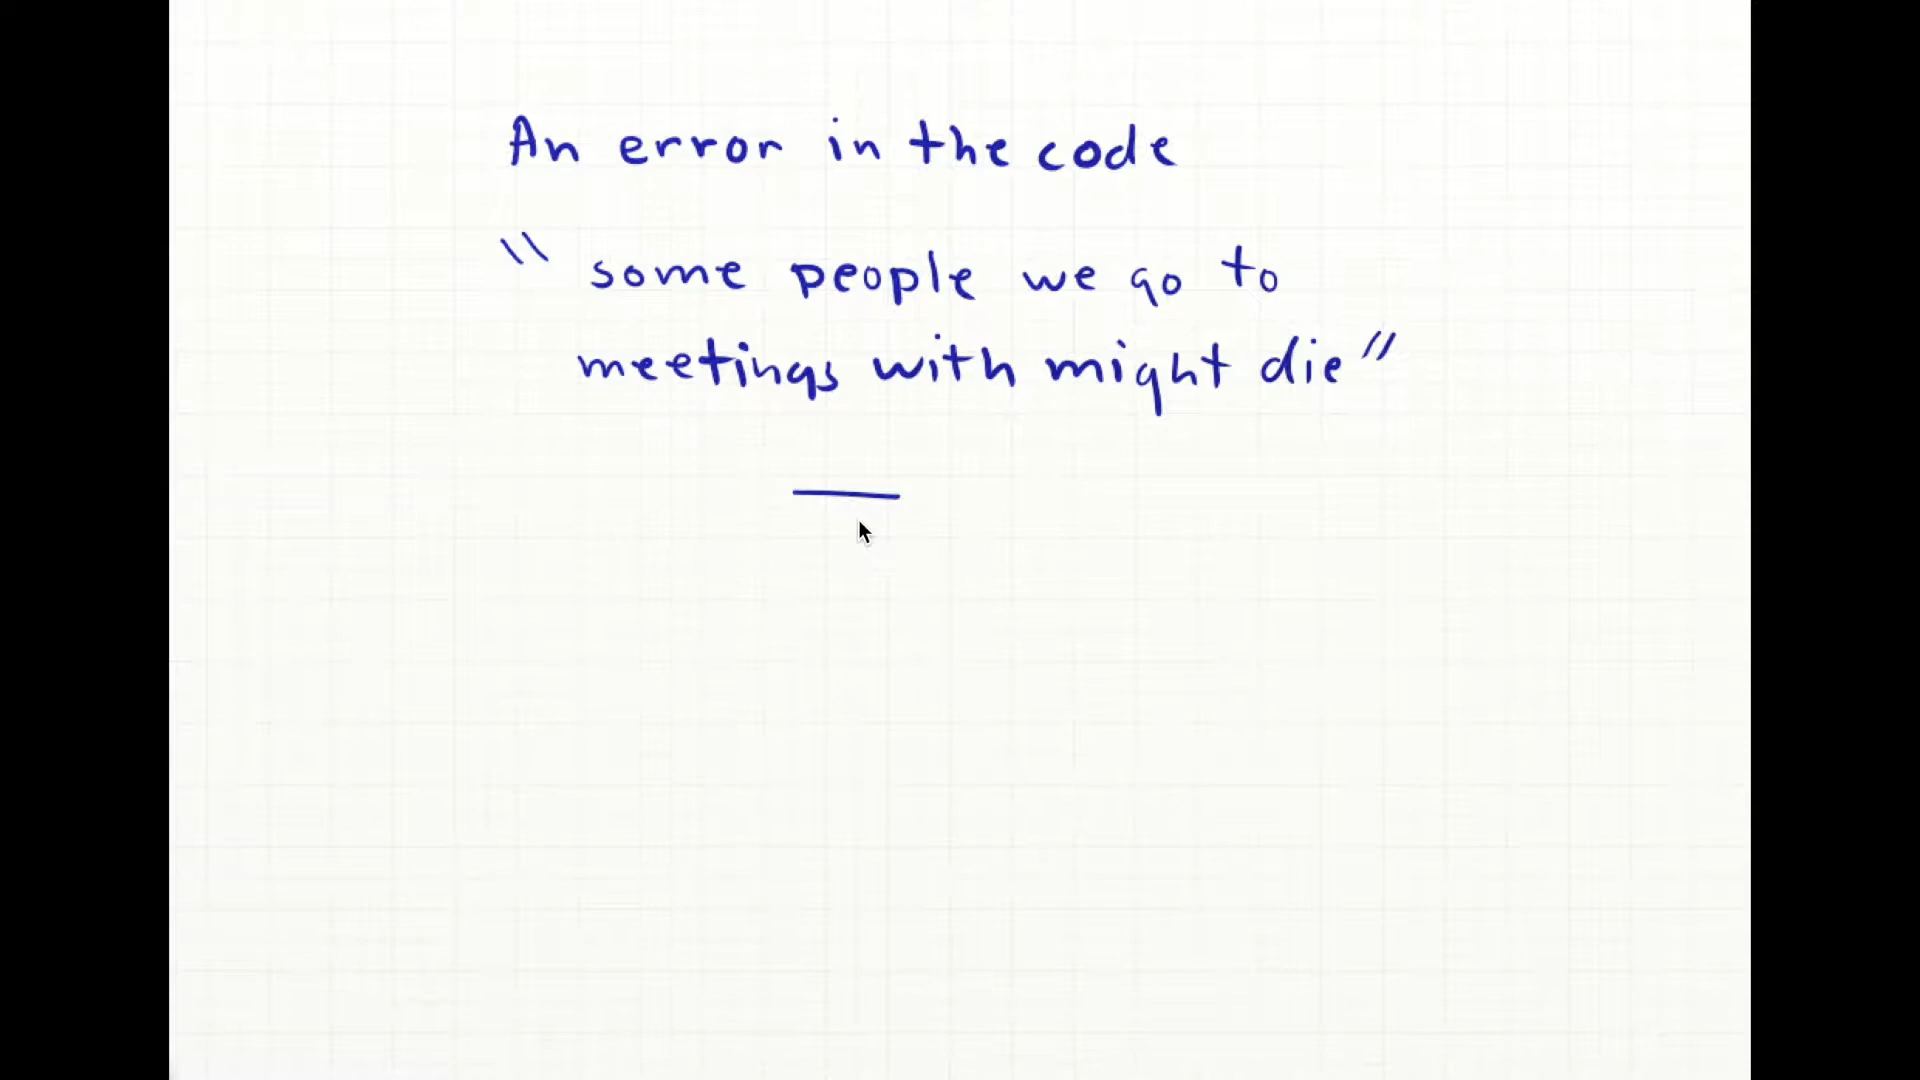 An error in the code
" some people we go to
meetings with might die "